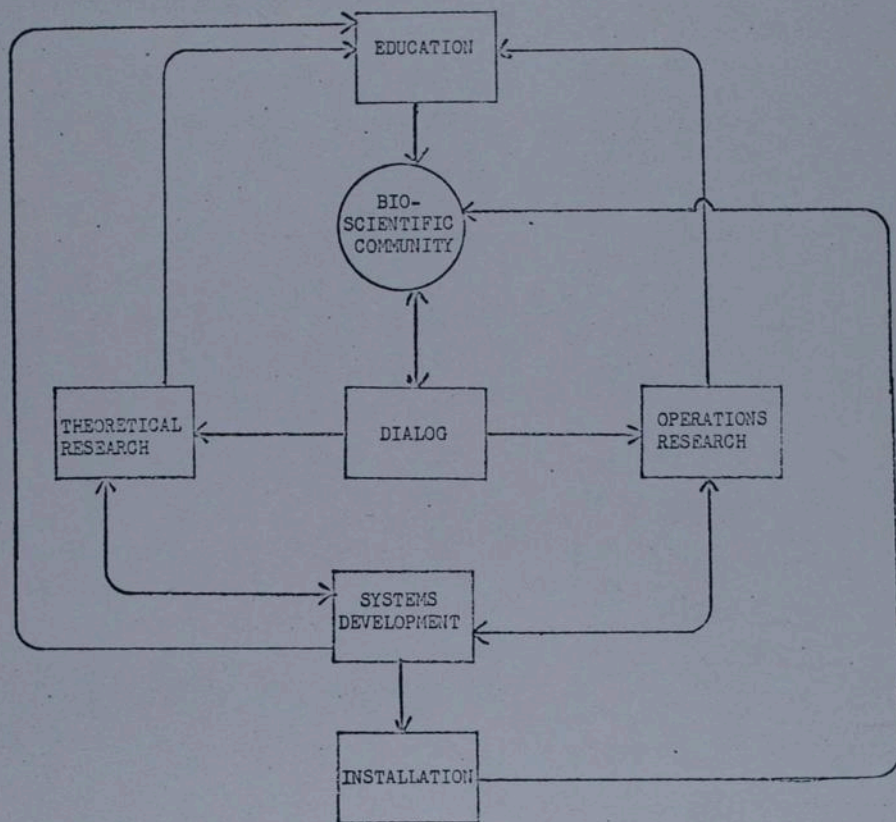 EDUCATION
BIO-
SCIENTIFIC
COMMUNITY
THEORETICAL
RESEARCH
DIALOG
OPERATIONS
RESEARCH
SYSTEMS
DEVELOPMENT
INSTALLATION